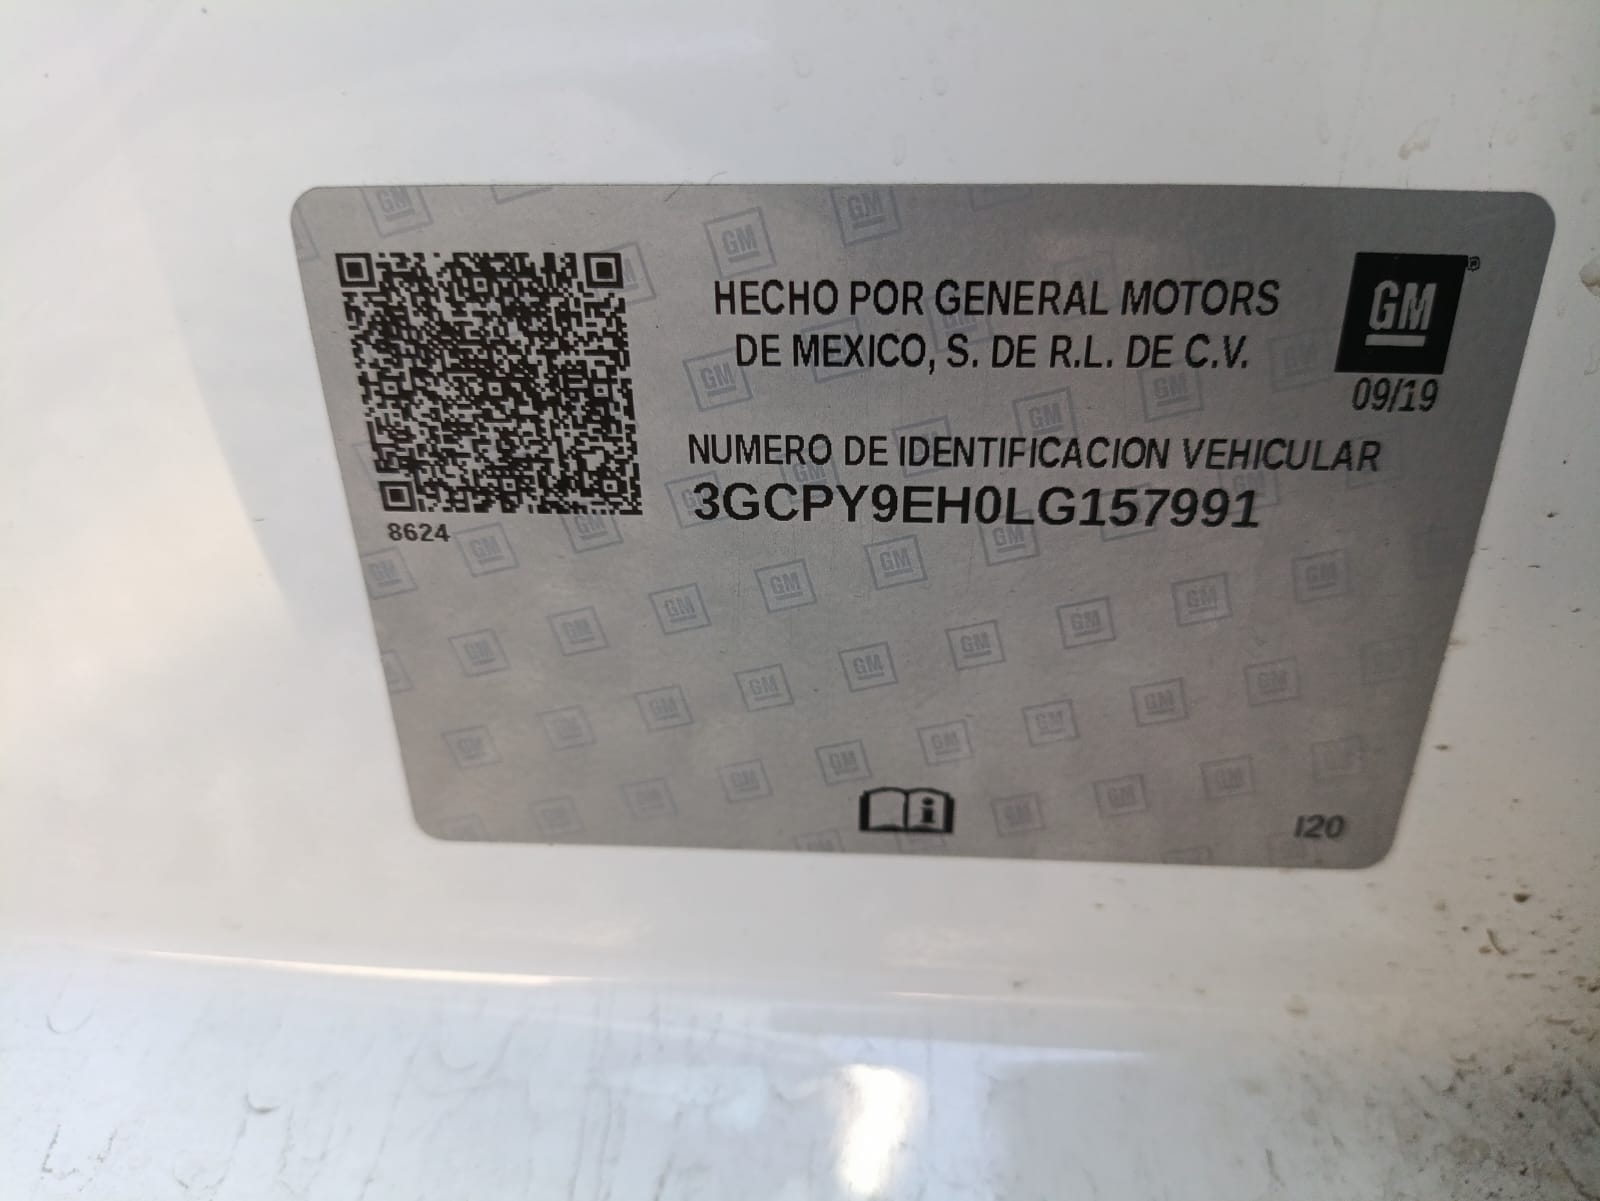 HECHO POR GENERAL MOTORS
DE MEXICO, S. DE R.L. DE C.V.
GM
®
09/19
NUMERO DE IDENTIFICACION VEHICULAR
3GCPY9EH0LG157991
8624
i
I20